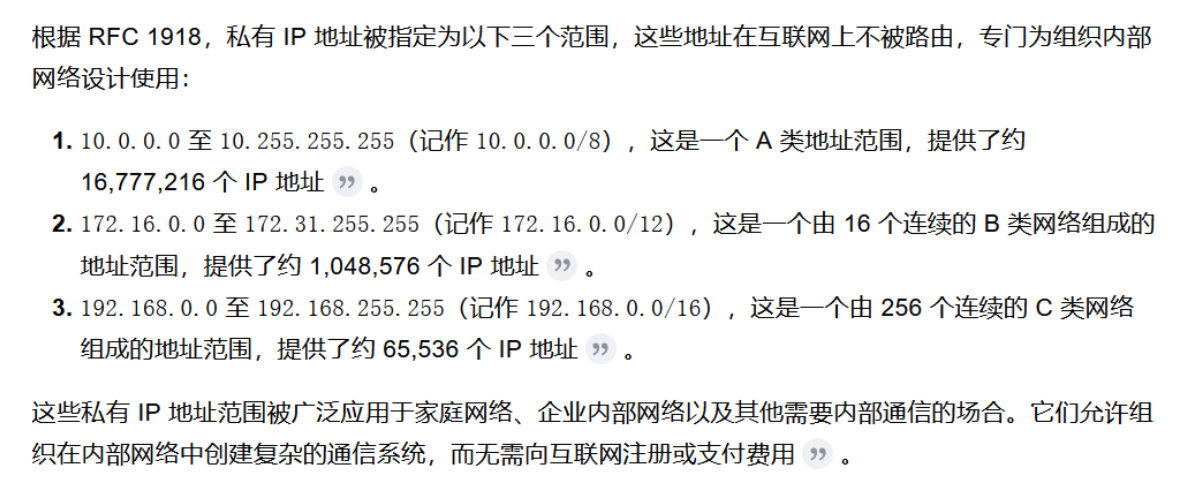 根据 RFC 1918，私有 IP 地址被指定为以下三个范围，这些地址在互联网上不被路由，专门为组织内部
网络设计使用：
1. 10.0.0.0 至 10.255.255.255（记作 10.0.0.0/8），这是一个 A 类地址范围，提供了约
16,777,216 个 IP 地址 ” 。
2. 172.16.0.0 至 172.31.255.255（记作 172.16.0.0/12），这是一个由 16 个连续的 B 类网络组成的
地址范围，提供了约 1,048,576 个 IP 地址 ” 。
3. 192.168.0.0 至 192.168.255.255（记作 192.168.0.0/16），这是一个由 256 个连续的 C 类网络
组成的地址范围，提供了约 65,536 个 IP 地址 ” 。
这些私有 IP 地址范围被广泛应用于家庭网络、企业内部网络以及其他需要内部通信的场合。它们允许组
织在内部网络中创建复杂的通信系统，而无需向互联网注册或支付费用 ” 。